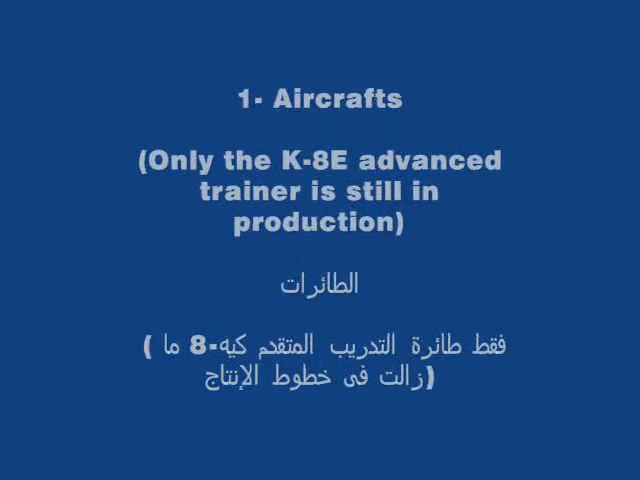 1- Aircrafts
(Only the K-8E advanced
trainer is still in
production)
الطائرات
فقط طائرة التدريب المتقدم كيه-8 ما )
زالت فى خطوط الإنتاج(